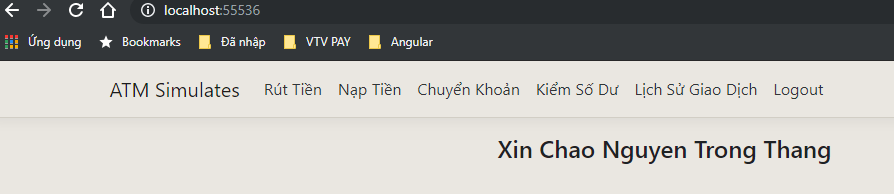 localhost:55536
Ứng dụng Bookmarks Đã nhập VTV PAY Angular
ATM Simulates Rút Tiền Nạp Tiền Chuyển Khoản Kiểm Số Dư Lịch Sử Giao Dịch Logout
Xin Chao Nguyen Trong Thang